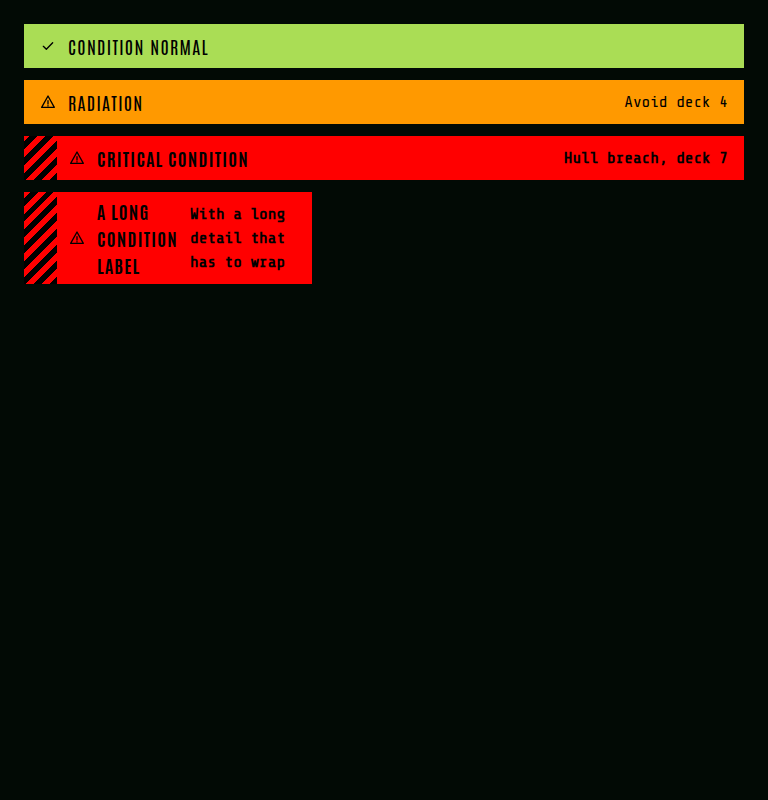 CONDITION NORMAL
RADIATION Avoid deck 4
CRITICAL CONDITION Hull breach, deck 7
A LONG
CONDITION
LABEL
With a long
detail that
has to wrap